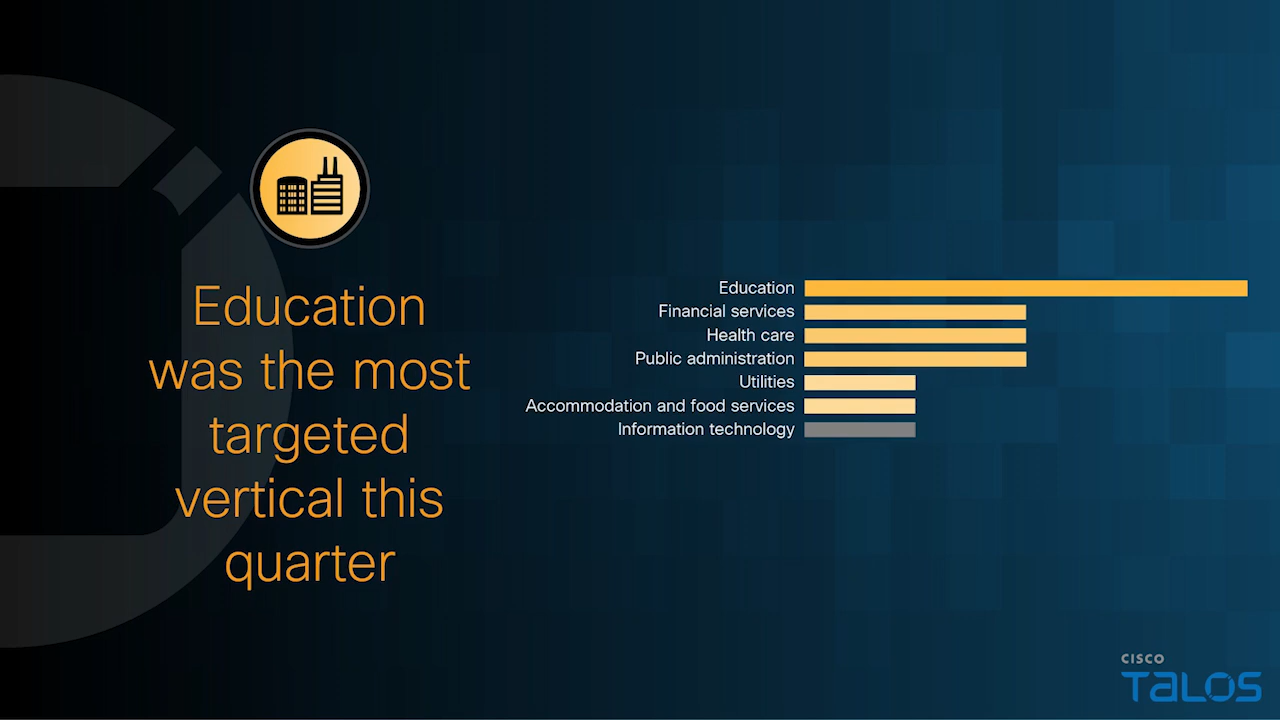 Education
was the most
targeted
vertical this
quarter
Education
Financial services
Health care
Public administration
Utilities
Accommodation and food services
Information technology
CISCO
TALOS